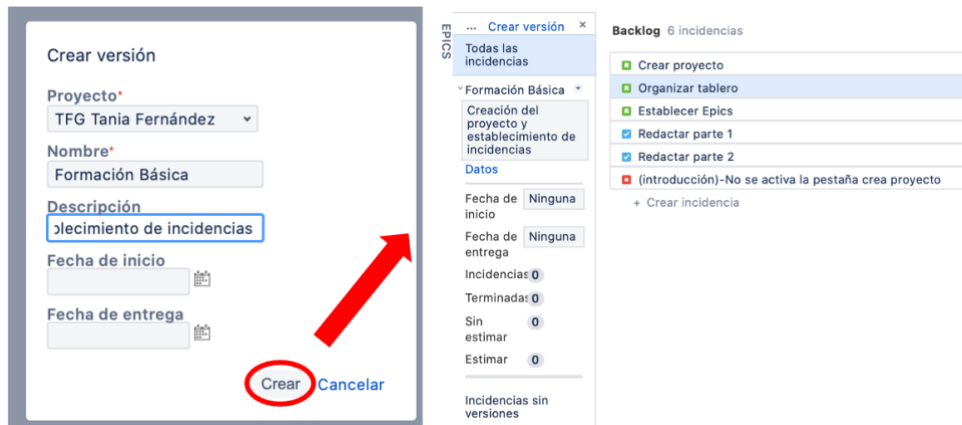 Crear versión
Proyecto*
TFG Tania Fernández
Nombre*
Formación Básica
Descripción
olecimiento de incidencias
Fecha de inicio
Fecha de entrega
Crear Cancelar
EPICS
... Crear versión ×
Todas las
incidencias
Formación Básica
Creación del
proyecto y
establecimiento de
incidencias
Datos
Fecha de Ninguna
inicio
Fecha de Ninguna
entrega
Incidencias 0
Terminadas 0
Sin 0
estimar
Estimar 0
Incidencias sin
versiones
Backlog 6 incidencias
Crear proyecto
Organizar tablero
Establecer Epics
Redactar parte 1
Redactar parte 2
(introducción)-No se activa la pestaña crea proyecto
+ Crear incidencia